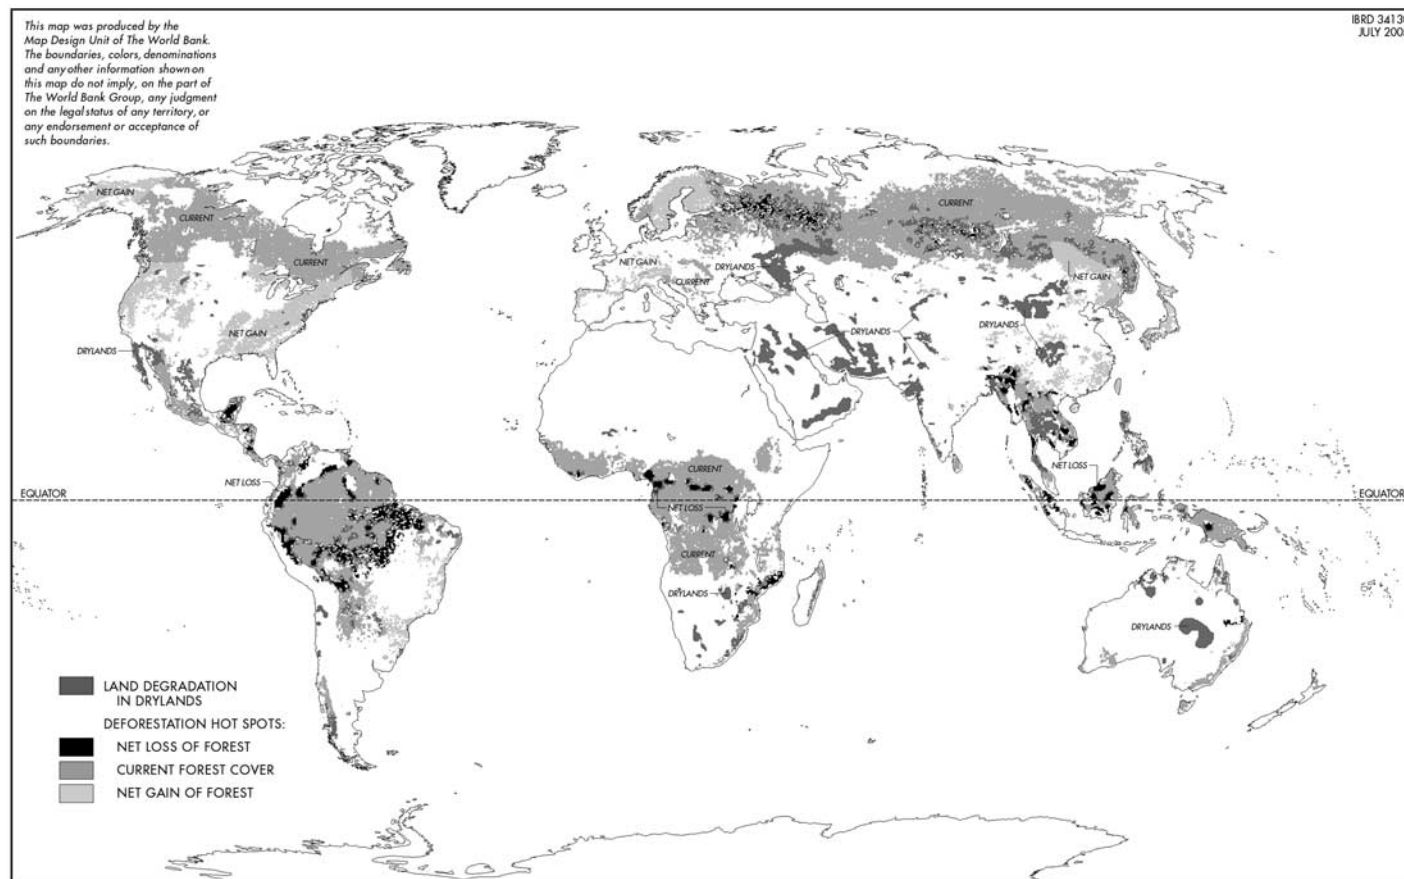 This map was produced by the
Map Design Unit of The World Bank.
The boundaries, colors, denominations
and any other information shown on
this map do not imply, on the part of
The World Bank Group, any judgment
on the legal status of any territory, or
any endorsement or acceptance of
such boundaries.
IBRD 3413
JULY 200
NET GAIN
CURRENT
CURRENT
NET GAIN
DRYLANDS
NET GAIN
CURRENT
DRYLANDS
CURRENT
NET GAIN
DRYLANDS
DRYLANDS
NET LOSS
CURRENT
NET LOSS
NET LOSS
EQUATOR
EQUATOR
CURRENT
DRYLANDS
DRYLANDS
LAND DEGRADATION
IN DRYLANDS
DEFORESTATION HOT SPOTS:
NET LOSS OF FOREST
CURRENT FOREST COVER
NET GAIN OF FOREST